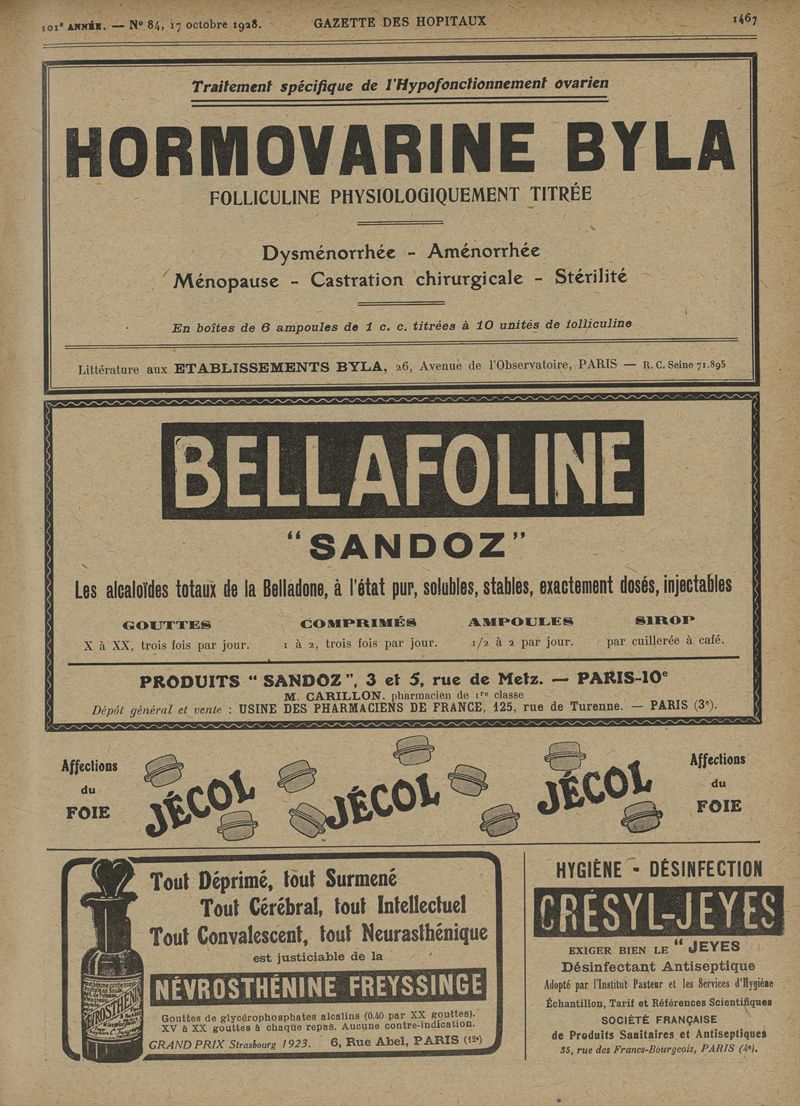 101e ANNÉE. — No 84, 17 octobre 1928. GAZETTE DES HOPITAUX 1467
Traitement spécifique de l'Hypofonctionnement ovarien
HORMOVARINE BYLA
FOLLICULINE PHYSIOLOGIQUEMENT TITRÉE
Dysménorrhée - Aménorrhée
Ménopause - Castration chirurgicale - Stérilité
En boîtes de 6 ampoules de 1 c. c. titrées à 10 unités de folliculine
Littérature aux ETABLISSEMENTS BYLA, 26, Avenue de l'Observatoire, PARIS — R. C. Seine 71.895
BELLAFOLINE
"SANDOZ"
Les alcaloïdes totaux de la Belladone, à l'état pur, solubles, stables, exactement dosés, injectables
GOUTTES COMPRIMÉS AMPOULES SIROP
X à XX, trois fois par jour. 1 à 2, trois fois par jour. 1/2 à 2 par jour. par cuillerée à café.
PRODUITS "SANDOZ", 3 et 5, rue de Metz. — PARIS-10e
M. CARILLON, pharmacien de 1re classe
Dépôt général et vente : USINE DES PHARMACIENS DE FRANCE, 125, rue de Turenne. — PARIS (3e).
Affections
du
FOIE
JÉCOL JÉCOL JÉCOL
Affections
du
FOIE
Tout Déprimé, tout Surmené
Tout Cérébral, tout Intellectuel
Tout Convalescent, tout Neurasthénique
est justiciable de la
NÉVROSTHÉNINE FREYSSINGE
Gouttes de glycérophosphates alcalins (0.40 par XX gouttes).
XV à XX gouttes à chaque repas. Aucune contre-indication.
GRAND PRIX Strasbourg 1923. 6, Rue Abel, PARIS (12e)
NEVROSTHÉNINE
HYGIÈNE - DÉSINFECTION
CRÉSYL-JEYES
EXIGER BIEN LE "JEYES
Désinfectant Antiseptique
Adopté par l'Institut Pasteur et les Services d'Hygiène
Échantillon, Tarif et Références Scientifiques
SOCIÉTÉ FRANÇAISE
de Produits Sanitaires et Antiseptiques
35, rue des Francs-Bourgeois, PARIS (4e).